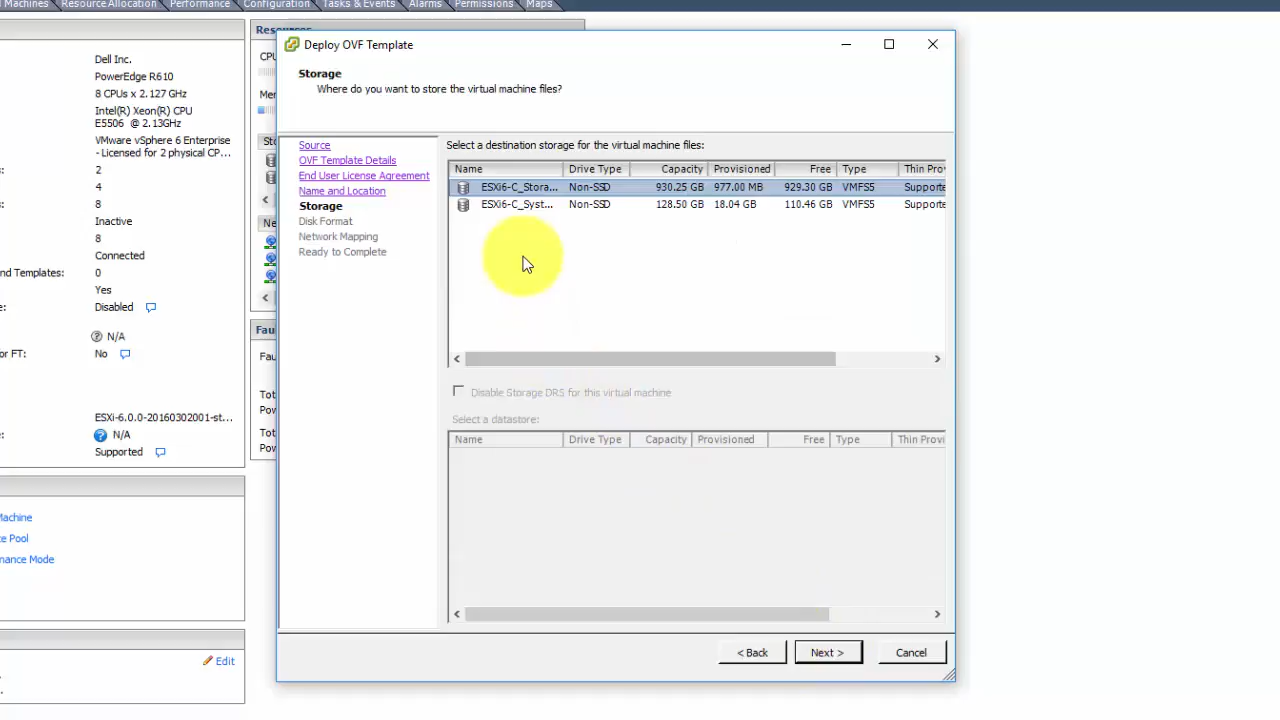 Machines Resource Allocation Performance Configuration Tasks & Events Alarms Permissions Maps
Dell Inc.
PowerEdge R610
8 CPUs x 2.127 GHz
Intel(R) Xeon(R) CPU
E5506 @ 2.13GHz
VMware vSphere 6 Enterprise
- Licensed for 2 physical CP...
2
4
8
Inactive
8
Connected
nd Templates: 0
Yes
Disabled
N/A
or FT: No
ESXi-6.0.0-20160302001-st...
N/A
Supported
Machine
ce Pool
nance Mode
Edit
Resources
CPU
Mem
Sto
Ne
Fau
Fau
Tot
Pow
Tot
Pow
Deploy OVF Template
Storage
Where do you want to store the virtual machine files?
Source
OVF Template Details
End User License Agreement
Name and Location
Storage
Disk Format
Network Mapping
Ready to Complete
Select a destination storage for the virtual machine files:
Name Drive Type Capacity Provisioned Free Type Thin Prov
ESXi6-C_Stora... Non-SSD 930.25 GB 977.00 MB 929.30 GB VMFS5 Supporte
ESXi6-C_Syst... Non-SSD 128.50 GB 18.04 GB 110.46 GB VMFS5 Supporte
Disable Storage DRS for this virtual machine
Select a datastore:
Name Drive Type Capacity Provisioned Free Type Thin Provi
< Back Next > Cancel